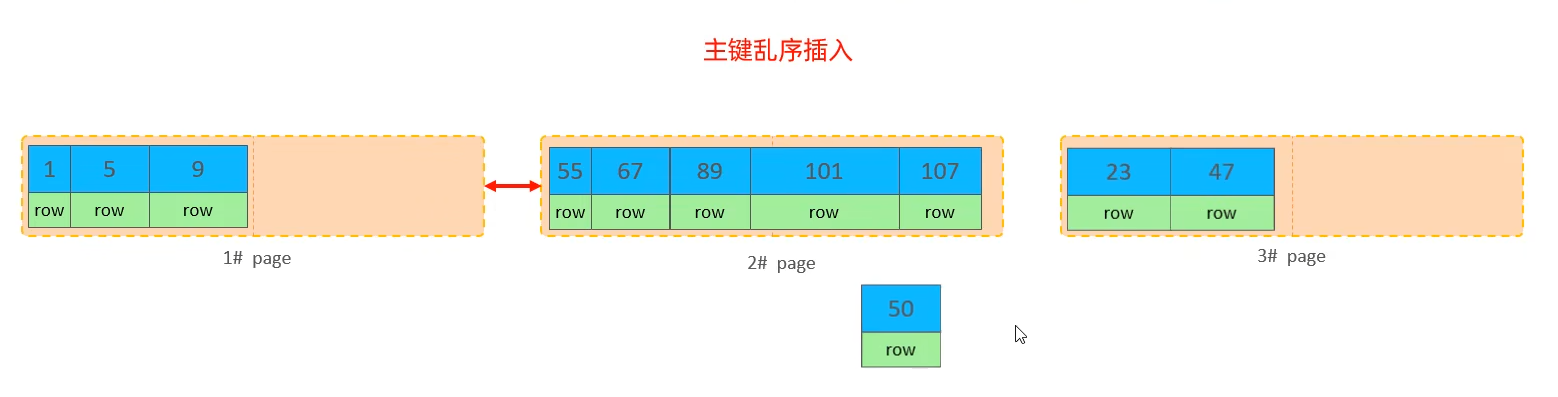 主键乱序插入
1 5 9
row row row
1# page
55 67 89 101 107
row row row row row
2# page
23 47
row row
3# page
50
row